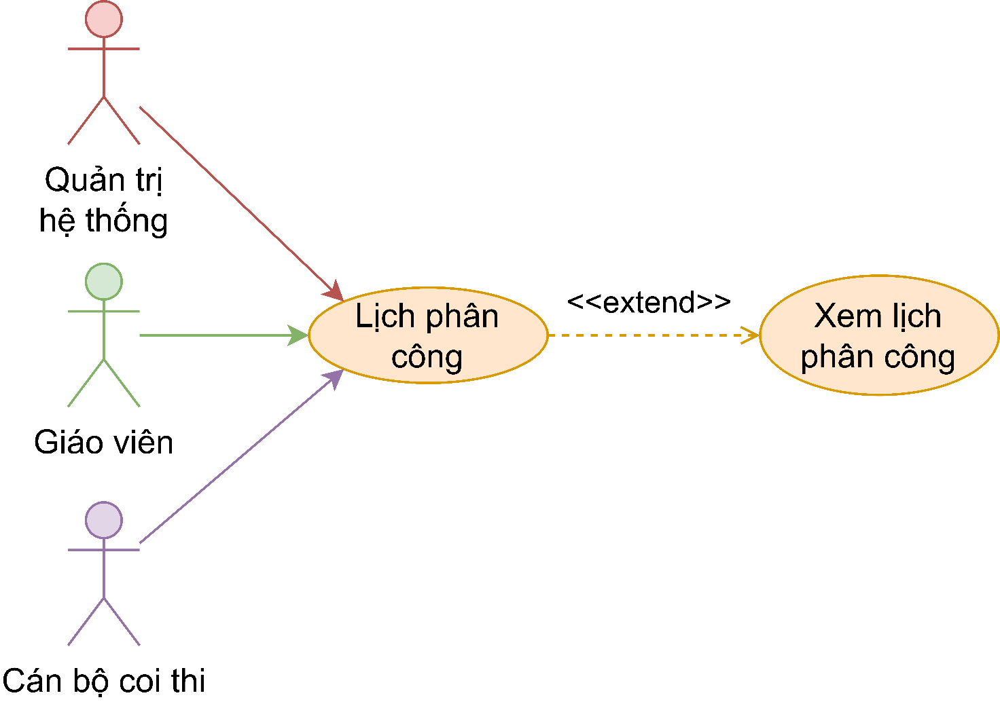 Quản trị
hệ thống
Giáo viên
Cán bộ coi thi
Lịch phân
công
<<extend>>
Xem lịch
phân công